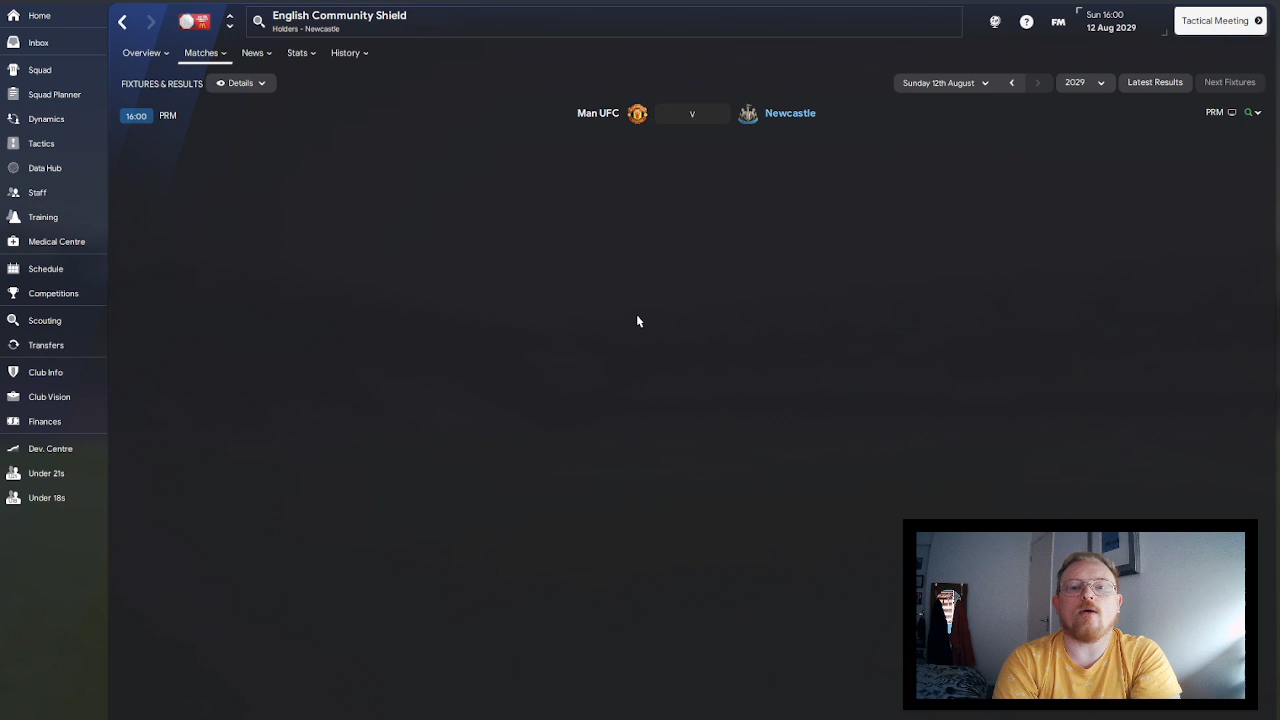 Home
Inbox
Squad
Squad Planner
Dynamics
Tactics
Data Hub
Staff
Training
Medical Centre
Schedule
Competitions
Scouting
Transfers
Club Info
Club Vision
Finances
Dev. Centre
Under 21s
Under 18s
English Community Shield
Holders - Newcastle
FM
Sun 16:00
12 Aug 2029
Tactical Meeting
Overview
Matches
News
Stats
History
FIXTURES & RESULTS
Details
Sunday 12th August
2029
Latest Results
Next Fixtures
16:00 PRM
Man UFC v Newcastle
PRM